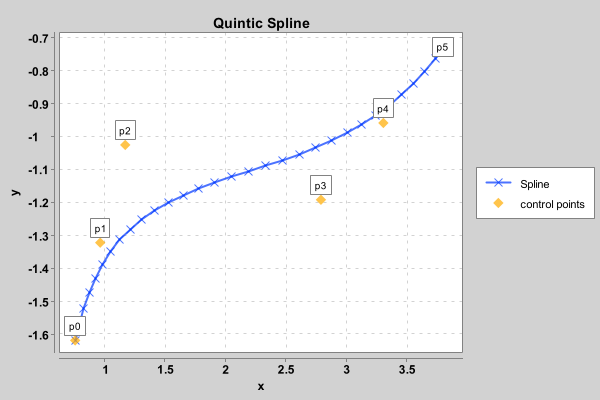 Quintic Spline
-0.7
-0.8
-0.9
-1
-1.1
-1.2
-1.3
-1.4
-1.5
-1.6
y
p0
p1
p2
p3
p4
p5
1
1.5
2
2.5
3
3.5
x
Spline
control points